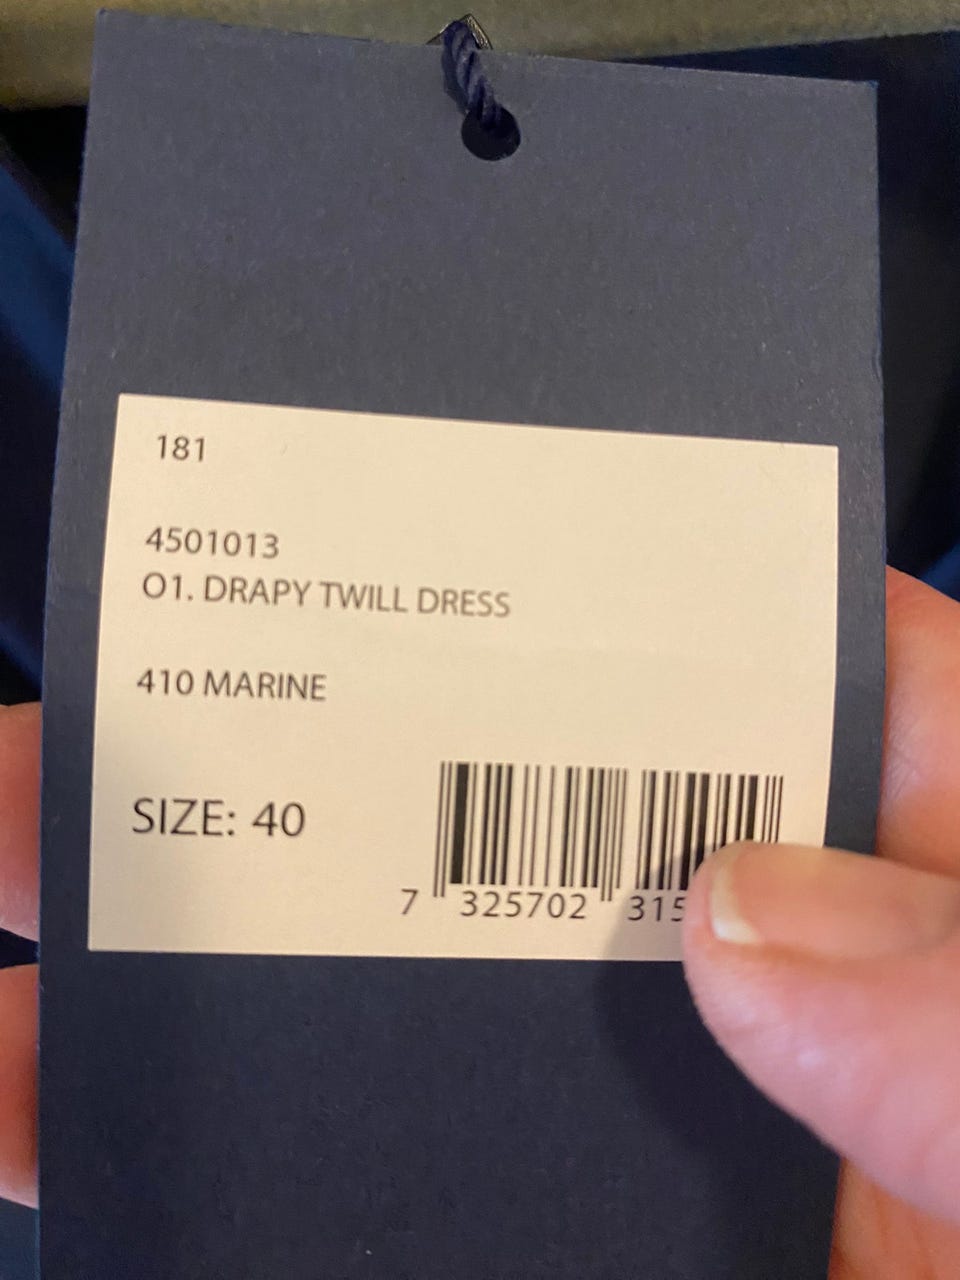 181
4501013
O1. DRAPY TWILL DRESS
410 MARINE
SIZE: 40
7 325702 315